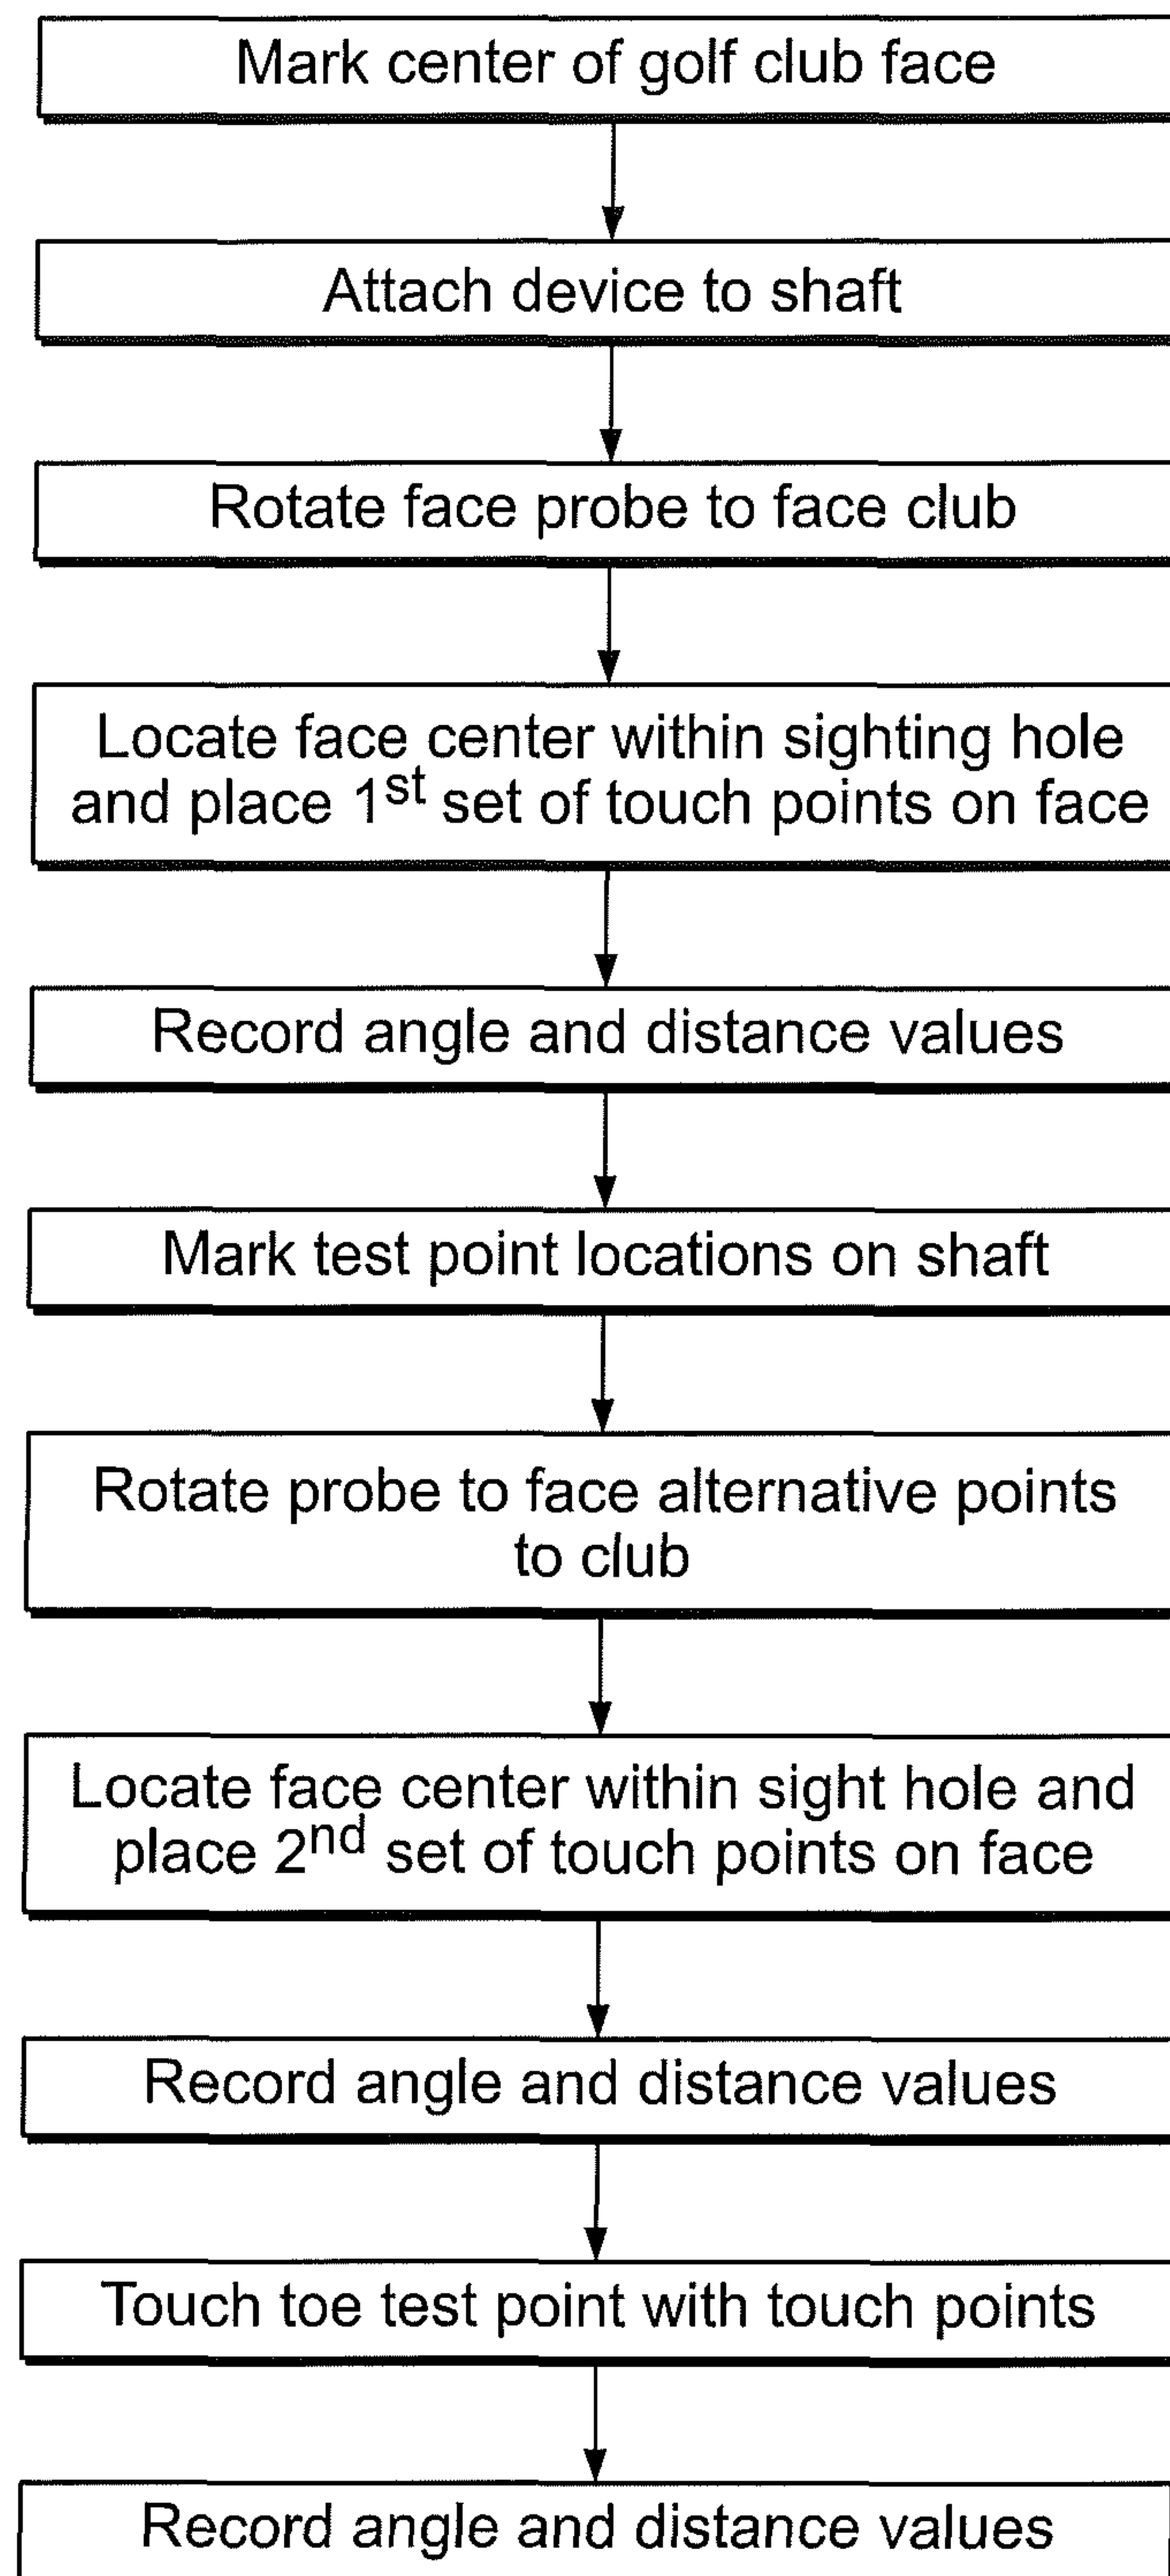 Mark center of golf club face
Attach device to shaft
Rotate face probe to face club
Locate face center within sighting hole
and place 1st set of touch points on face
Record angle and distance values
Mark test point locations on shaft
Rotate probe to face alternative points
to club
Locate face center within sight hole and
place 2nd set of touch points on face
Record angle and distance values
Touch toe test point with touch points
Record angle and distance values